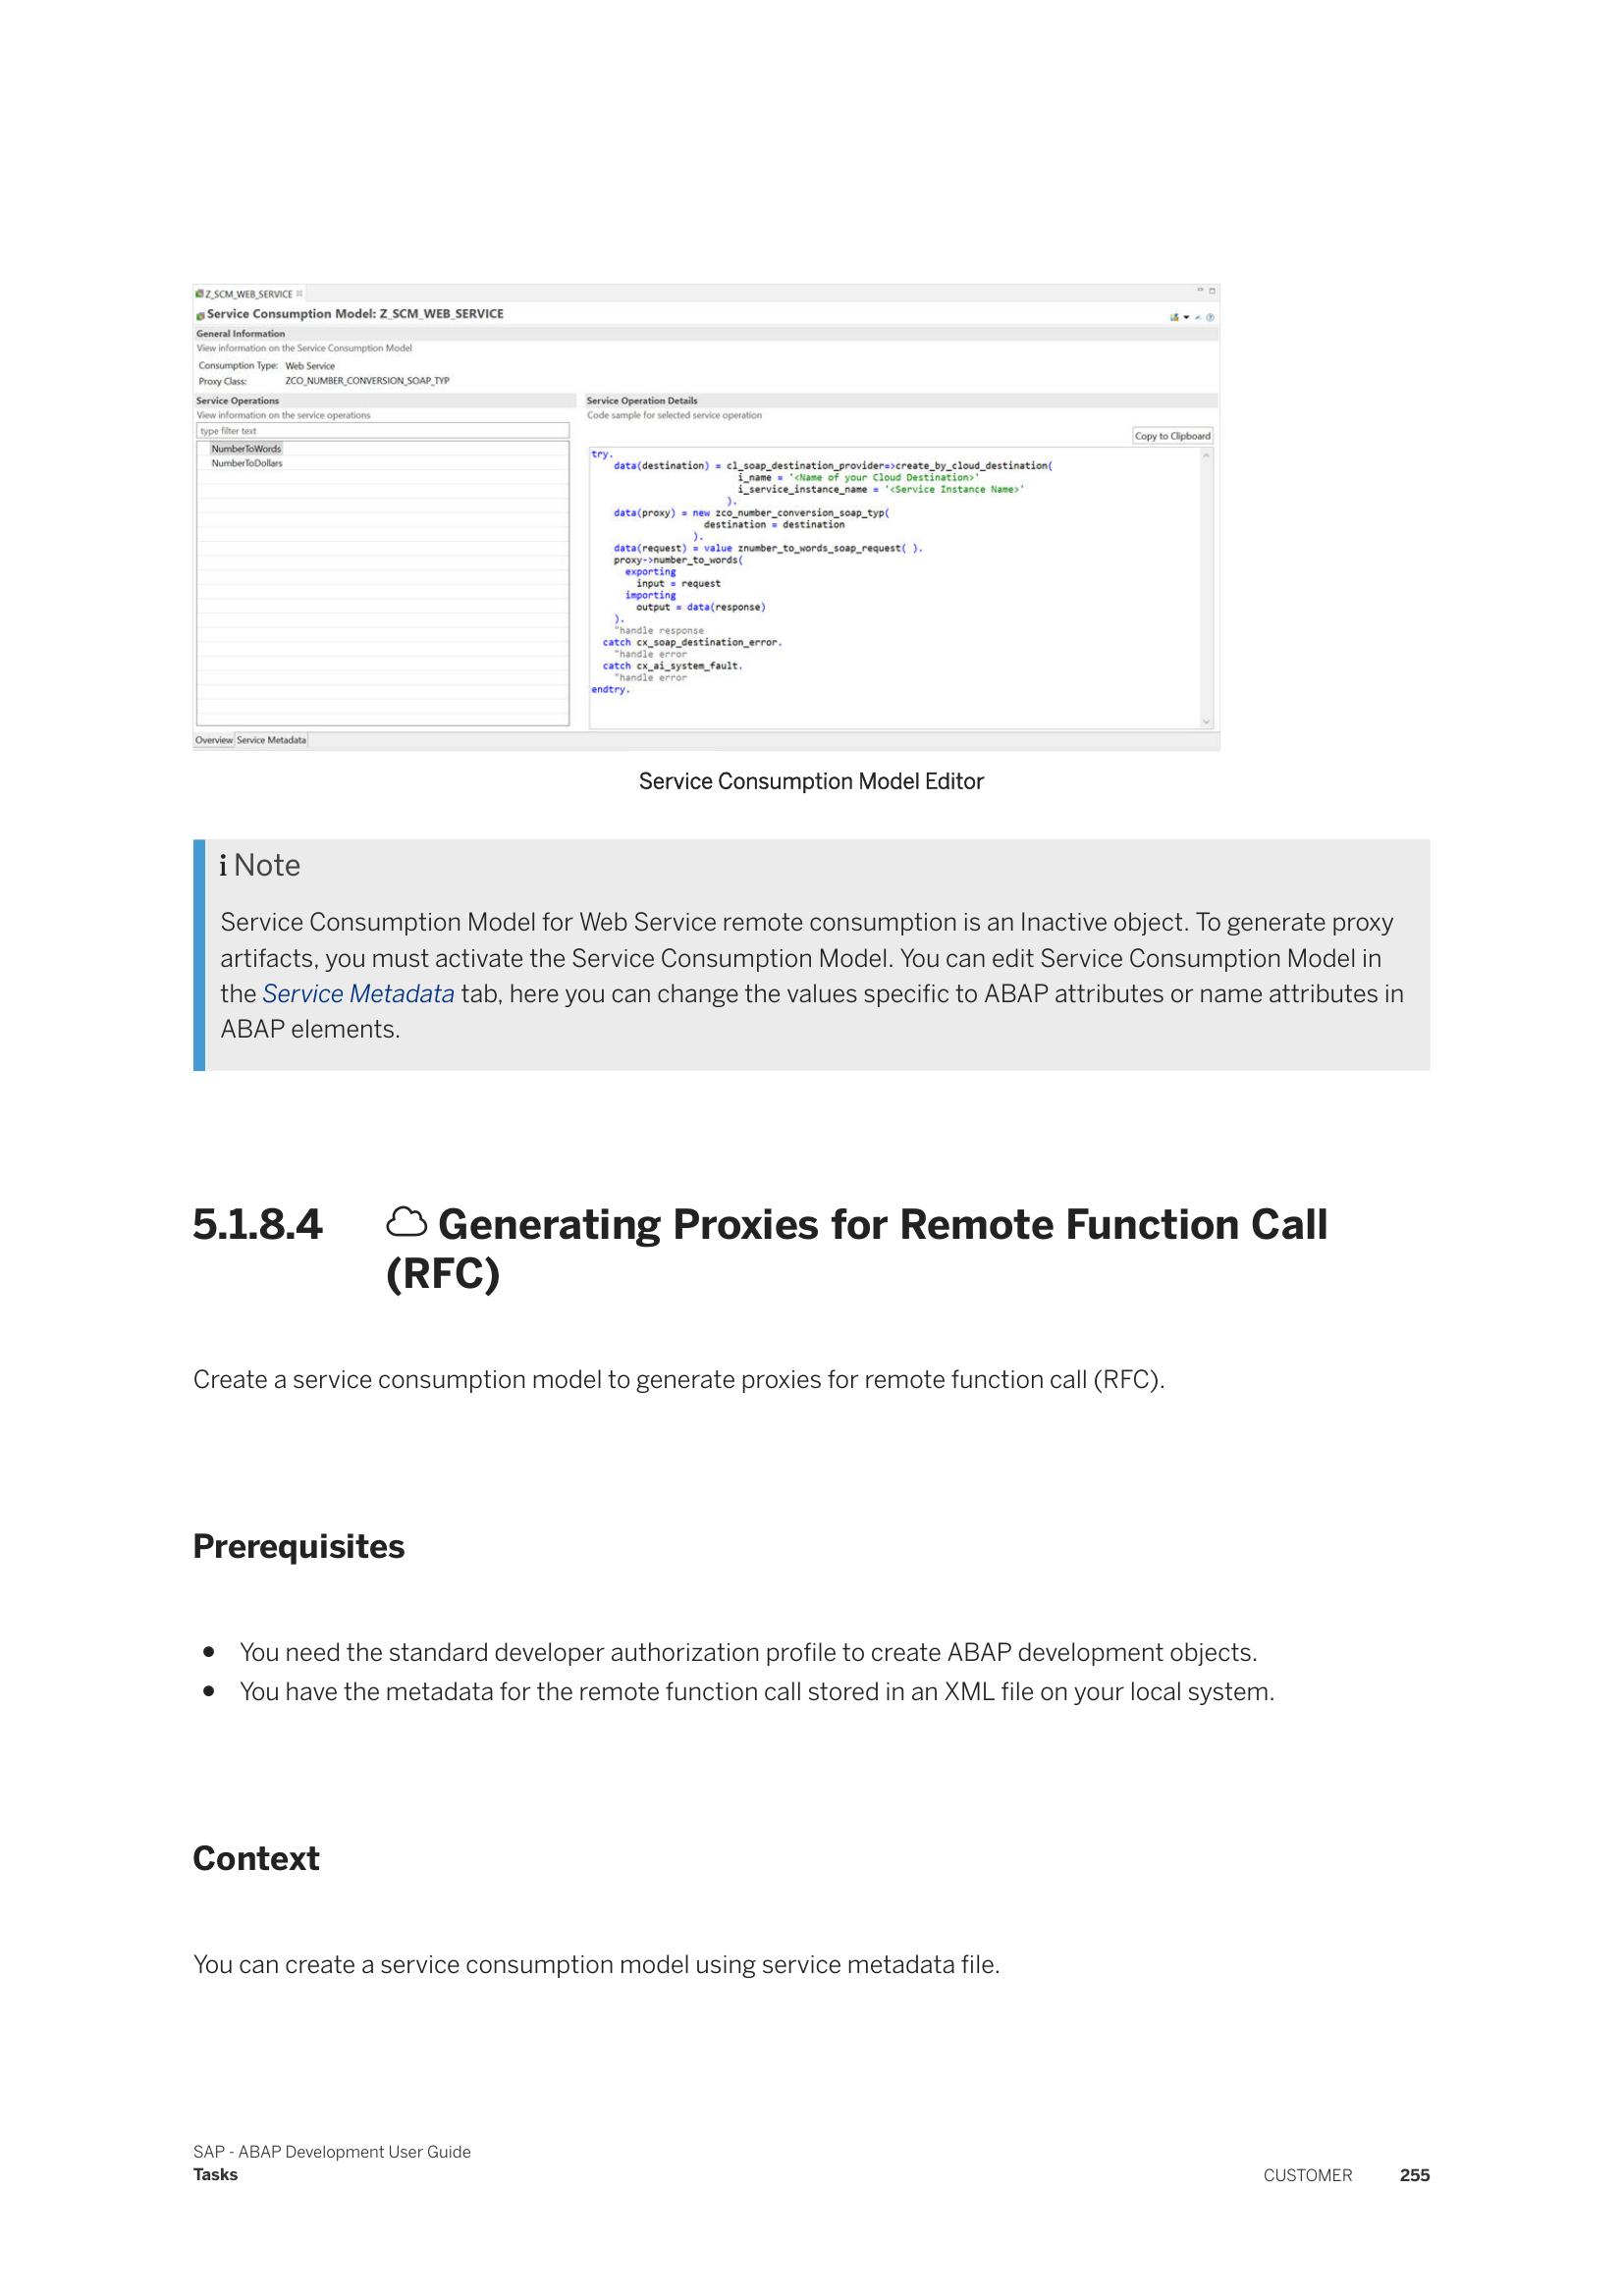 Z_SCM_WEB_SERVICE
Service Consumption Model: Z_SCM_WEB_SERVICE
General Information
View information on the Service Consumption Model
Consumption Type: Web Service
Proxy Class: ZCO_NUMBER_CONVERSION_SOAP_TYP
Service Operations
View information on the service operations
type filter text
NumberToWords
NumberToDollars
Service Operation Details
Code sample for selected service operation
Copy to Clipboard
try.
data(destination) = cl_soap_destination_provider=>create_by_cloud_destination(
i_name = '<Name of your Cloud Destination>'
i_service_instance_name = '<Service Instance Name>'
).
data(proxy) = new zco_number_conversion_soap_typ(
destination = destination
).
data(request) = value znumber_to_words_soap_request( ).
proxy->number_to_words(
exporting
input = request
importing
output = data(response)
).
"handle response
catch cx_soap_destination_error.
"handle error
catch cx_ai_system_fault.
"handle error
endtry.
Overview Service Metadata
Service Consumption Model Editor
i Note
Service Consumption Model for Web Service remote consumption is an Inactive object. To generate proxy
artifacts, you must activate the Service Consumption Model. You can edit Service Consumption Model in
the Service Metadata tab, here you can change the values specific to ABAP attributes or name attributes in
ABAP elements.
5.1.8.4 Generating Proxies for Remote Function Call
(RFC)
Create a service consumption model to generate proxies for remote function call (RFC).
Prerequisites
● You need the standard developer authorization profile to create ABAP development objects.
● You have the metadata for the remote function call stored in an XML file on your local system.
Context
You can create a service consumption model using service metadata file.
SAP - ABAP Development User Guide
Tasks
CUSTOMER 255